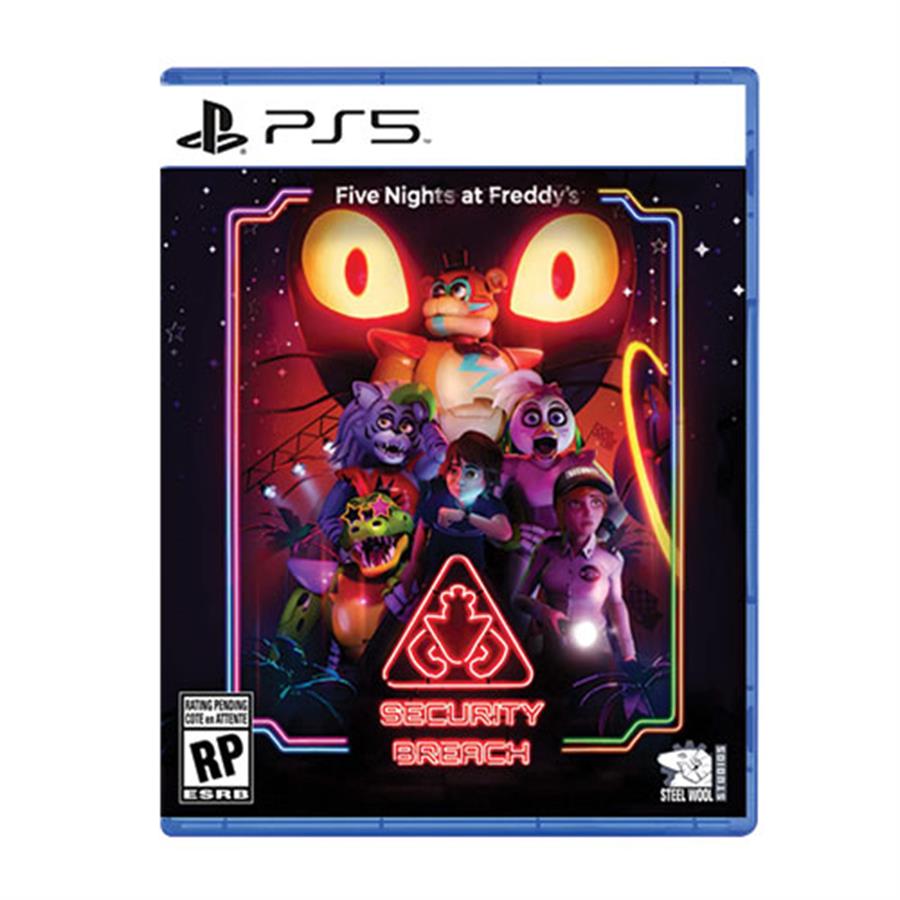 PS5
Five Nights at Freddy's
SECURITY
BREACH
RATING PENDING
COTE en ATTENTE
RP
ESRB
STEEL WOOL
STUDIOS